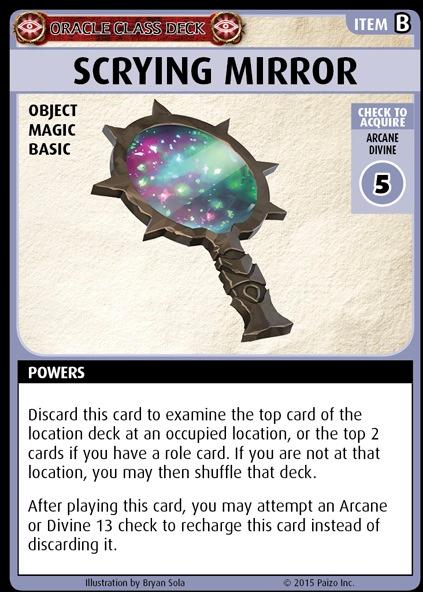 ORACLE CLASS DECK
ITEM B
SCRYING MIRROR
OBJECT
MAGIC
BASIC
CHECK TO
ACQUIRE
ARCANE
DIVINE
5
POWERS
Discard this card to examine the top card of the
location deck at an occupied location, or the top 2
cards if you have a role card. If you are not at that
location, you may then shuffle that deck.
After playing this card, you may attempt an Arcane
or Divine 13 check to recharge this card instead of
discarding it.
Illustration by Bryan Sola
© 2015 Paizo Inc.